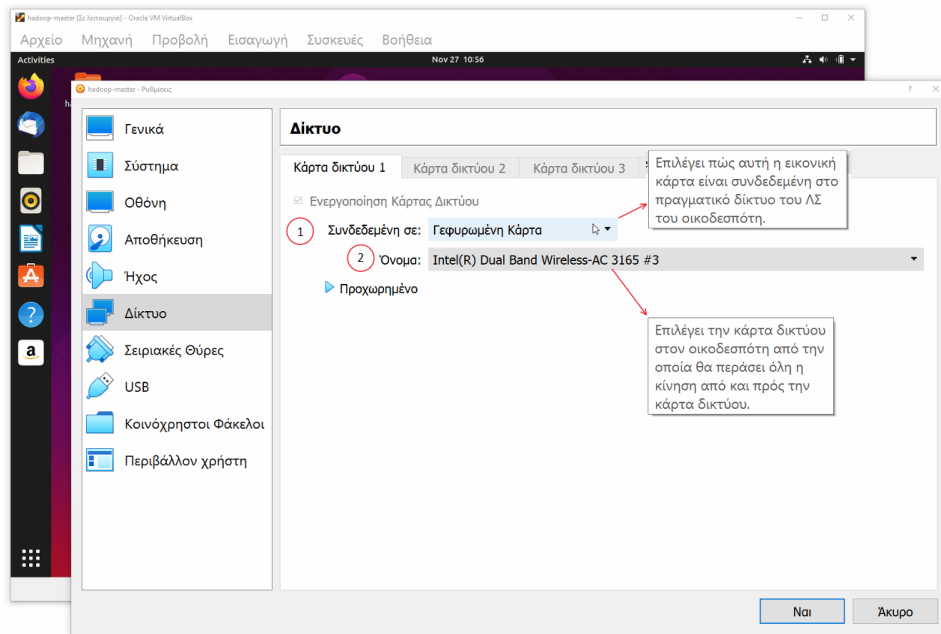 hadoop-master [Σε λειτουργία] - Oracle VM VirtualBox
Αρχείο Μηχανή Προβολή Εισαγωγή Συσκευές Βοήθεια
Activities Nov 27 10:56
hadoop-master - Ρυθμίσεις
Γενικά
Σύστημα
Οθόνη
Αποθήκευση
Ήχος
Δίκτυο
Σειριακές Θύρες
USB
Κοινόχρηστοι Φάκελοι
Περιβάλλον χρήστη
Δίκτυο
Κάρτα δικτύου 1 Κάρτα δικτύου 2 Κάρτα δικτύου 3
Ενεργοποίηση Κάρτας Δικτύου
1 Συνδεδεμένη σε: Γεφυρωμένη Κάρτα
2 Όνομα: Intel(R) Dual Band Wireless-AC 3165 #3
Προχωρημένο
Επιλέγει πώς αυτή η εικονική
κάρτα είναι συνδεδεμένη στο
πραγματικό δίκτυο του ΛΣ
του οικοδεσπότη.
Επιλέγει την κάρτα δικτύου
στον οικοδεσπότη από την
οποία θα περάσει όλη η
κίνηση από και πρός την
κάρτα δικτύου.
Ναι Άκυρο